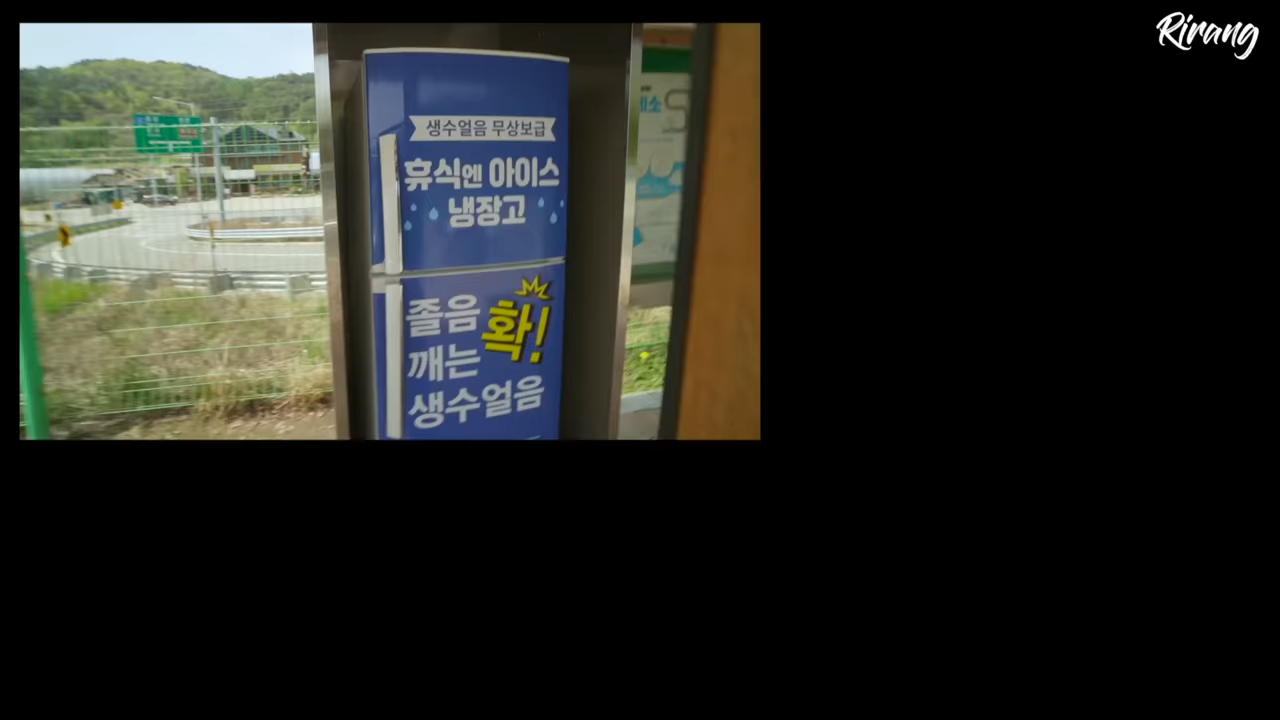 Rirang
생수얼음 무상보급
휴식엔 아이스
냉장고
졸음 확!
깨는
생수얼음